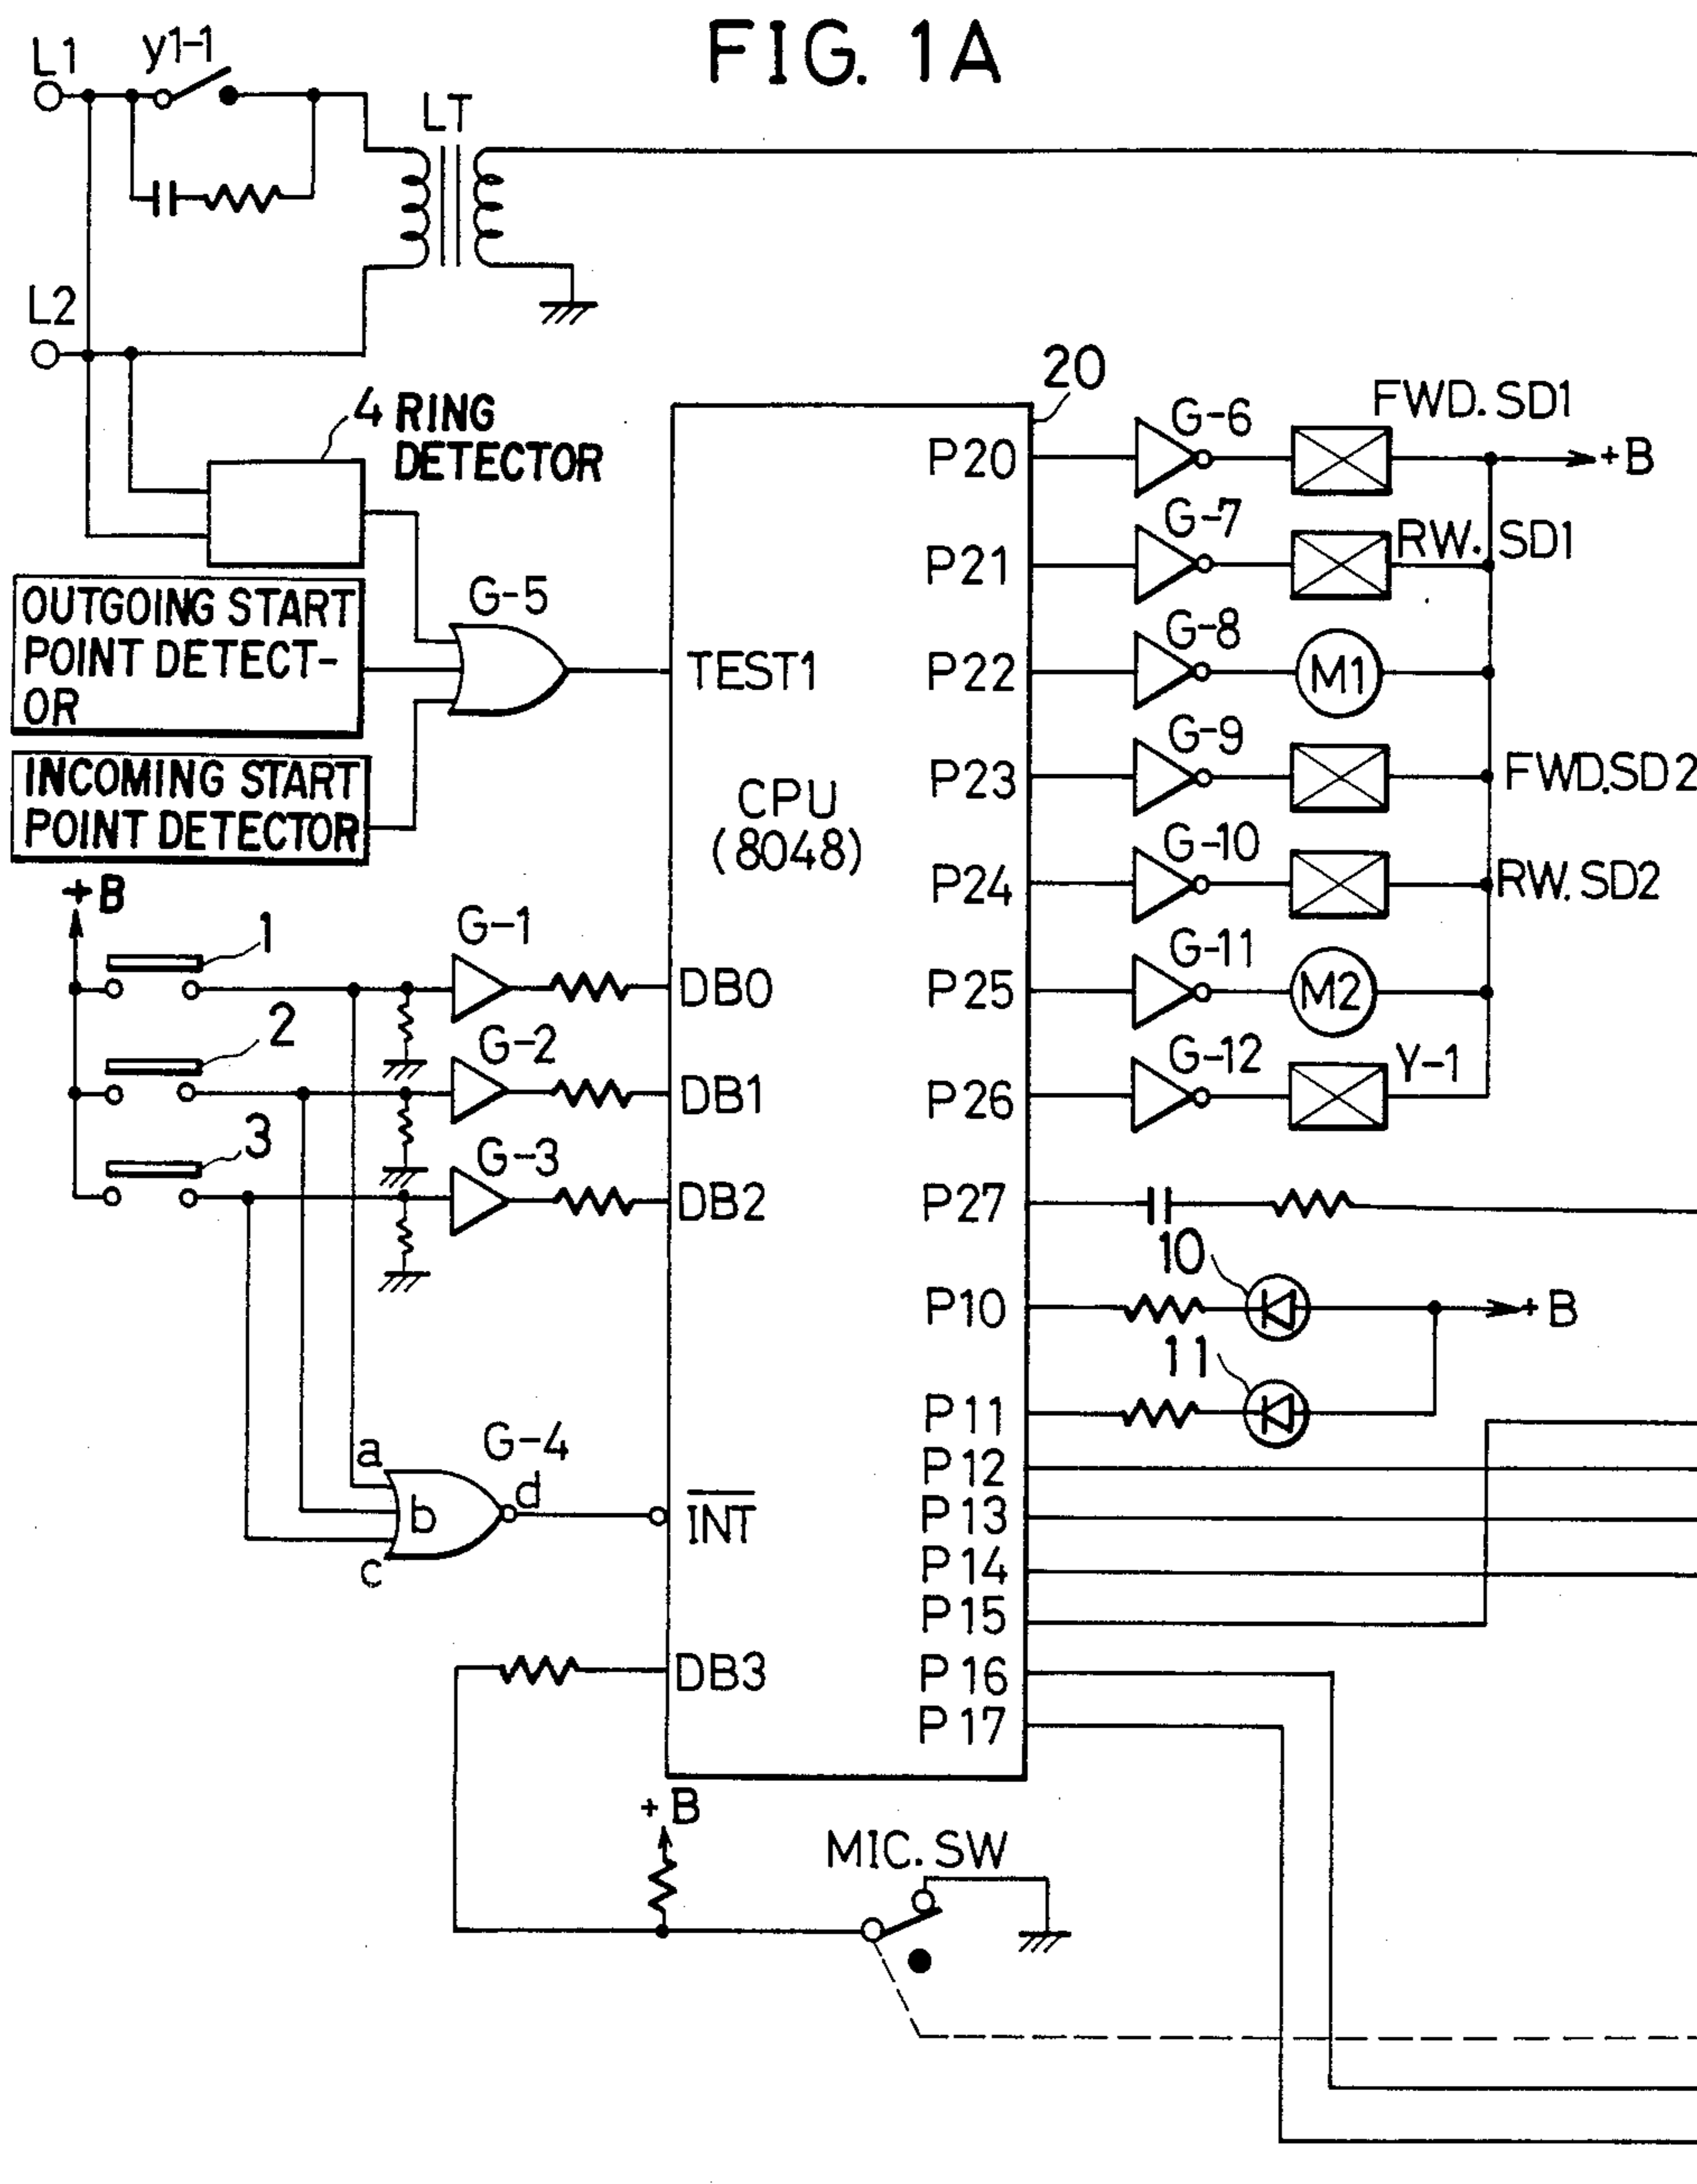 FIG. 1A
L1
y1-1
LT
L2
4 RING
DETECTOR
OUTGOING START
POINT DETECT-
OR
INCOMING START
POINT DETECTOR
G-5
+B
1
2
3
G-1
G-2
G-3
G-4
a
b
c
d
20
TEST1
CPU
(8048)
DB0
DB1
DB2
INT
DB3
P20
P21
P22
P23
P24
P25
P26
P27
P10
P11
P12
P13
P14
P15
P16
P17
G-6
FWD. SD1
+B
G-7
RW. SD1
G-8
M1
G-9
FWD.SD2
G-10
RW. SD2
G-11
M2
G-12
Y-1
10
+B
11
+B
MIC. SW